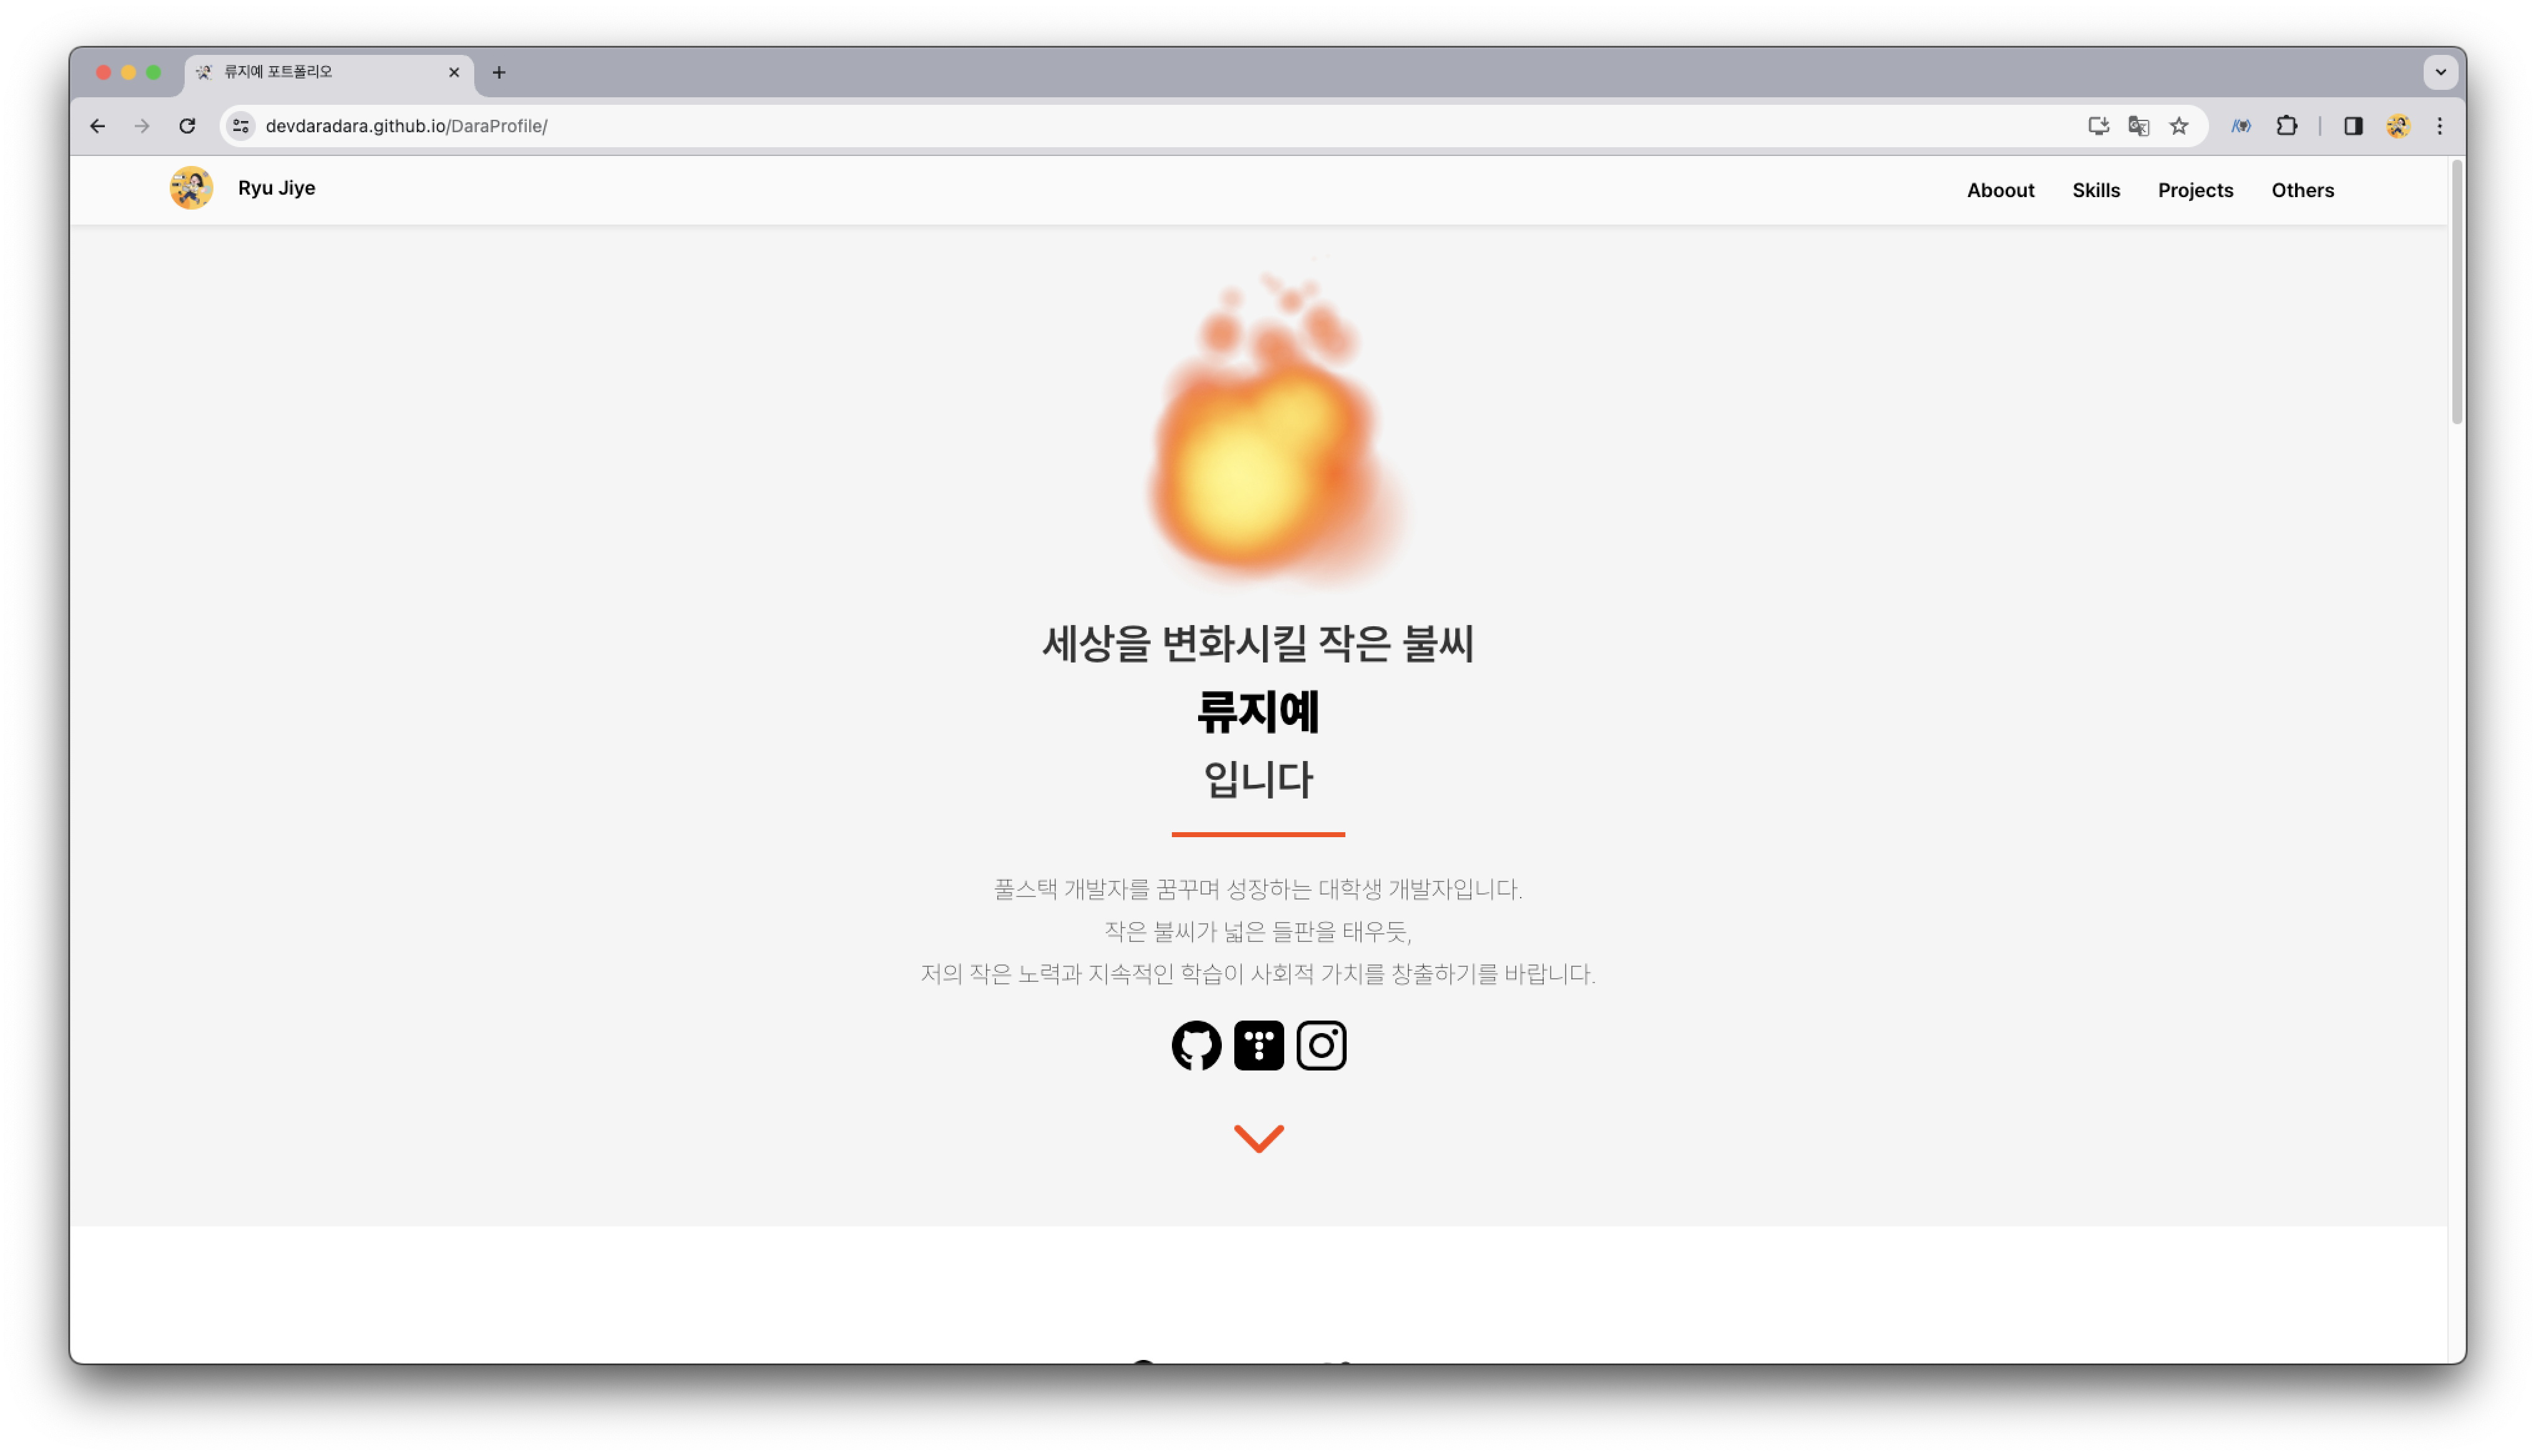 류지예 포트폴리오
devdaradara.github.io/DaraProfile/
Ryu Jiye
Aboout
Skills
Projects
Others
세상을 변화시킬 작은 불씨
류지예
입니다
풀스택 개발자를 꿈꾸며 성장하는 대학생 개발자입니다.
작은 불씨가 넓은 들판을 태우듯,
저의 작은 노력과 지속적인 학습이 사회적 가치를 창출하기를 바랍니다.